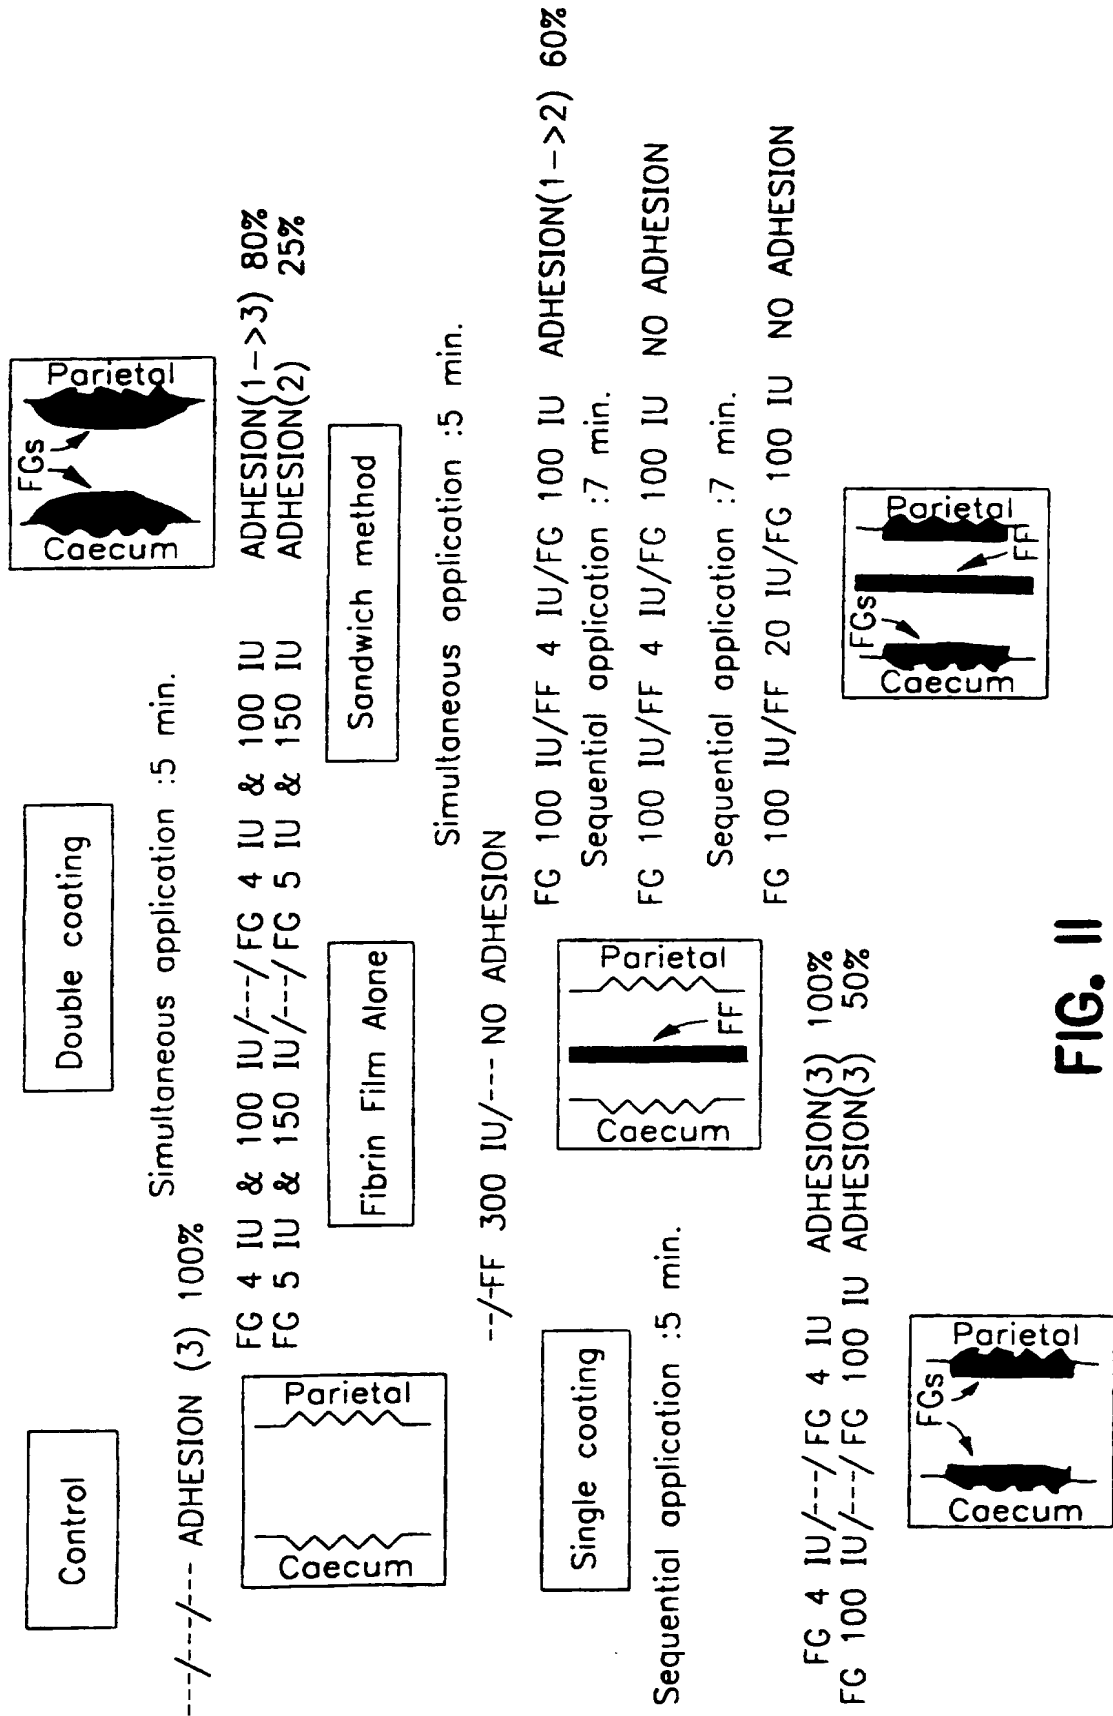 Control
---/---/--- ADHESION (3) 100%
Caecum
Parietal
Double coating
Simultaneous application :5 min.
FG 4 IU & 100 IU/---/FG 4 IU & 100 IU ADHESION(1->3) 80%
FG 5 IU & 150 IU/---/FG 5 IU & 150 IU ADHESION(2) 25%
FGs
Caecum
Parietal
Fibrin Film Alone
--/-FF 300 IU/--- NO ADHESION
Caecum
Parietal
FF
Sandwich method
Simultaneous application :5 min.
FG 100 IU/FF 4 IU/FG 100 IU ADHESION(1->2) 60%
Sequential application :7 min.
FG 100 IU/FF 4 IU/FG 100 IU NO ADHESION
Sequential application :7 min.
FG 100 IU/FF 20 IU/FG 100 IU NO ADHESION
FGs
Caecum
Parietal
FF
Single coating
Sequential application :5 min.
FG 4 IU/---/FG 4 IU ADHESION(3) 100%
FG 100 IU/---/FG 100 IU ADHESION(3) 50%
FGs
Caecum
Parietal
FIG. 11